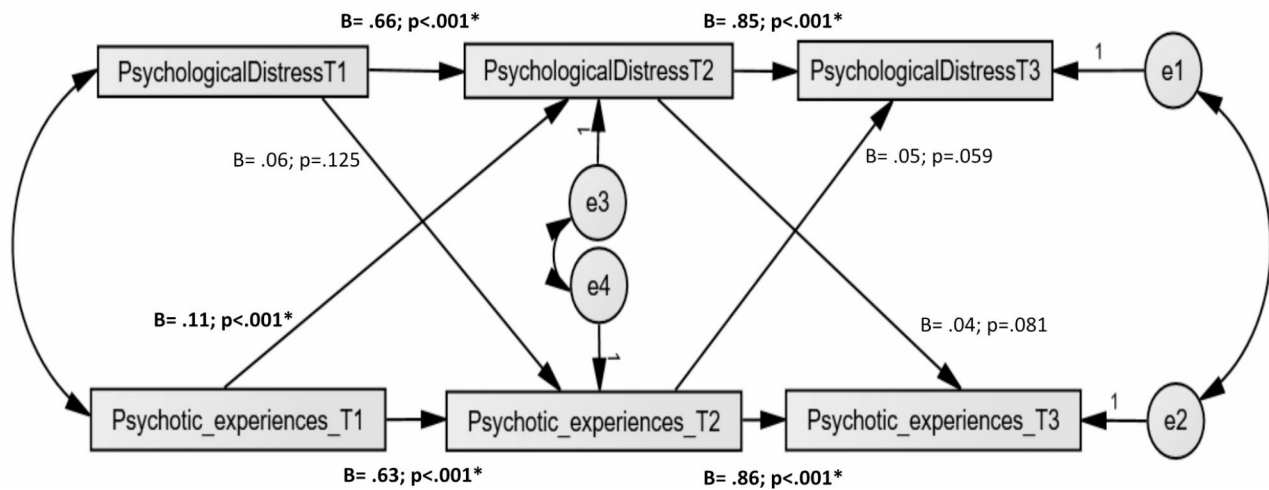 B= .66; p<.001*
B= .85; p<.001*
PsychologicalDistressT1
PsychologicalDistressT2
PsychologicalDistressT3
1
e1
B= .06; p=.125
1
B= .05; p=.059
e3
e4
B= .11; p<.001*
1
B= .04; p=.081
Psychotic_experiences_T1
Psychotic_experiences_T2
Psychotic_experiences_T3
1
e2
B= .63; p<.001*
B= .86; p<.001*